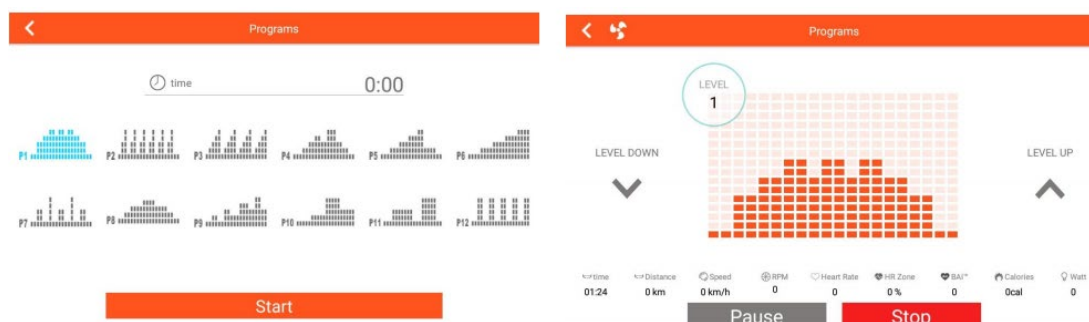 Programs
time 0:00
P1 P2 P3 P4 P5 P6
P7 P8 P9 P10 P11 P12
Start
Programs
LEVEL
1
LEVEL DOWN
LEVEL UP
time Distance Speed RPM Heart Rate HR Zone BAI™ Calories Watt
01:24 0 km 0 km/h 0 0 0 % 0 0cal 0
Pause Stop